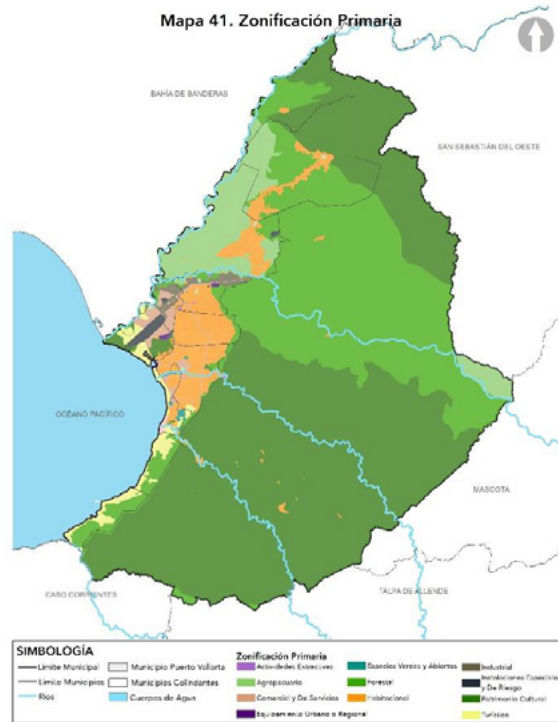 Mapa 41. Zonificación Primaria
BAHÍA DE BANDERAS
SAN SEBASTIÁN DEL OESTE
OCÉANO PACÍFICO
MASCOTA
CABO CORRIENTES
TALPA DE ALLENDE
SIMBOLOGÍA
Límite Municipal
Límite Municipios
Ríos
Municipio Puerto Vallarta
Municipios Colindantes
Cuerpos de Agua
Zonificación Primaria
Actividades Extractivas
Agropecuario
Comercial Y De Servicios
Equipamiento Urbano o Regional
Espacios Verdes y Abiertos
Forestal
Habitacional
Industrial
Instalaciones Especiales
y De Riesgo
Patrimonio Cultural
Turístico